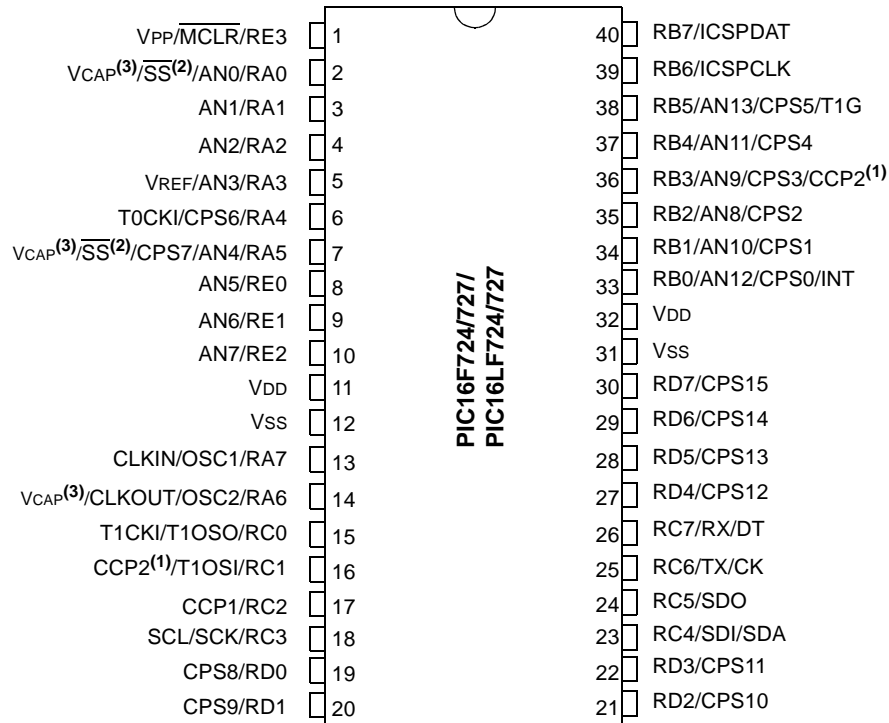 VPP/MCLR/RE3 1
VCAP(3)/SS(2)/AN0/RA0 2
AN1/RA1 3
AN2/RA2 4
VREF/AN3/RA3 5
T0CKI/CPS6/RA4 6
VCAP(3)/SS(2)/CPS7/AN4/RA5 7
AN5/RE0 8
AN6/RE1 9
AN7/RE2 10
VDD 11
VSS 12
CLKIN/OSC1/RA7 13
VCAP(3)/CLKOUT/OSC2/RA6 14
T1CKI/T1OSO/RC0 15
CCP2(1)/T1OSI/RC1 16
CCP1/RC2 17
SCL/SCK/RC3 18
CPS8/RD0 19
CPS9/RD1 20
PIC16F724/727/
PIC16LF724/727
40 RB7/ICSPDAT
39 RB6/ICSPCLK
38 RB5/AN13/CPS5/T1G
37 RB4/AN11/CPS4
36 RB3/AN9/CPS3/CCP2(1)
35 RB2/AN8/CPS2
34 RB1/AN10/CPS1
33 RB0/AN12/CPS0/INT
32 VDD
31 VSS
30 RD7/CPS15
29 RD6/CPS14
28 RD5/CPS13
27 RD4/CPS12
26 RC7/RX/DT
25 RC6/TX/CK
24 RC5/SDO
23 RC4/SDI/SDA
22 RD3/CPS11
21 RD2/CPS10